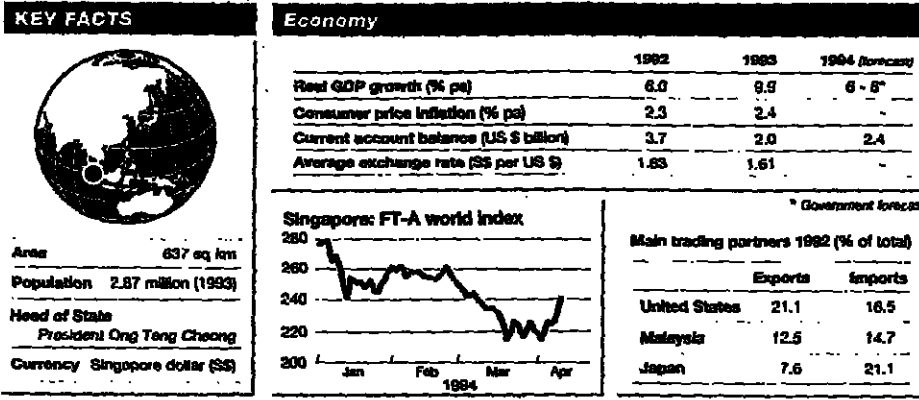 KEY FACTS
Area 637 sq km
Population 2.87 million (1993)
Head of State
President Ong Teng Cheong
Currency Singapore dollar (S$)
Economy
1992 1993 1994 (forecast)
Real GDP growth (% pa) 6.0 9.9 6 - 8*
Consumer price inflation (% pa) 2.3 2.4 -
Current account balance (US $ billion) 3.7 2.0 2.4
Average exchange rate (S$ per US $) 1.63 1.61 -
* Government forecast
Singapore: FT-A world index
280
260
240
220
200
Jan Feb Mar Apr
1994
Main trading partners 1992 (% of total)
Exports Imports
United States 21.1 16.5
Malaysia 12.5 14.7
Japan 7.6 21.1